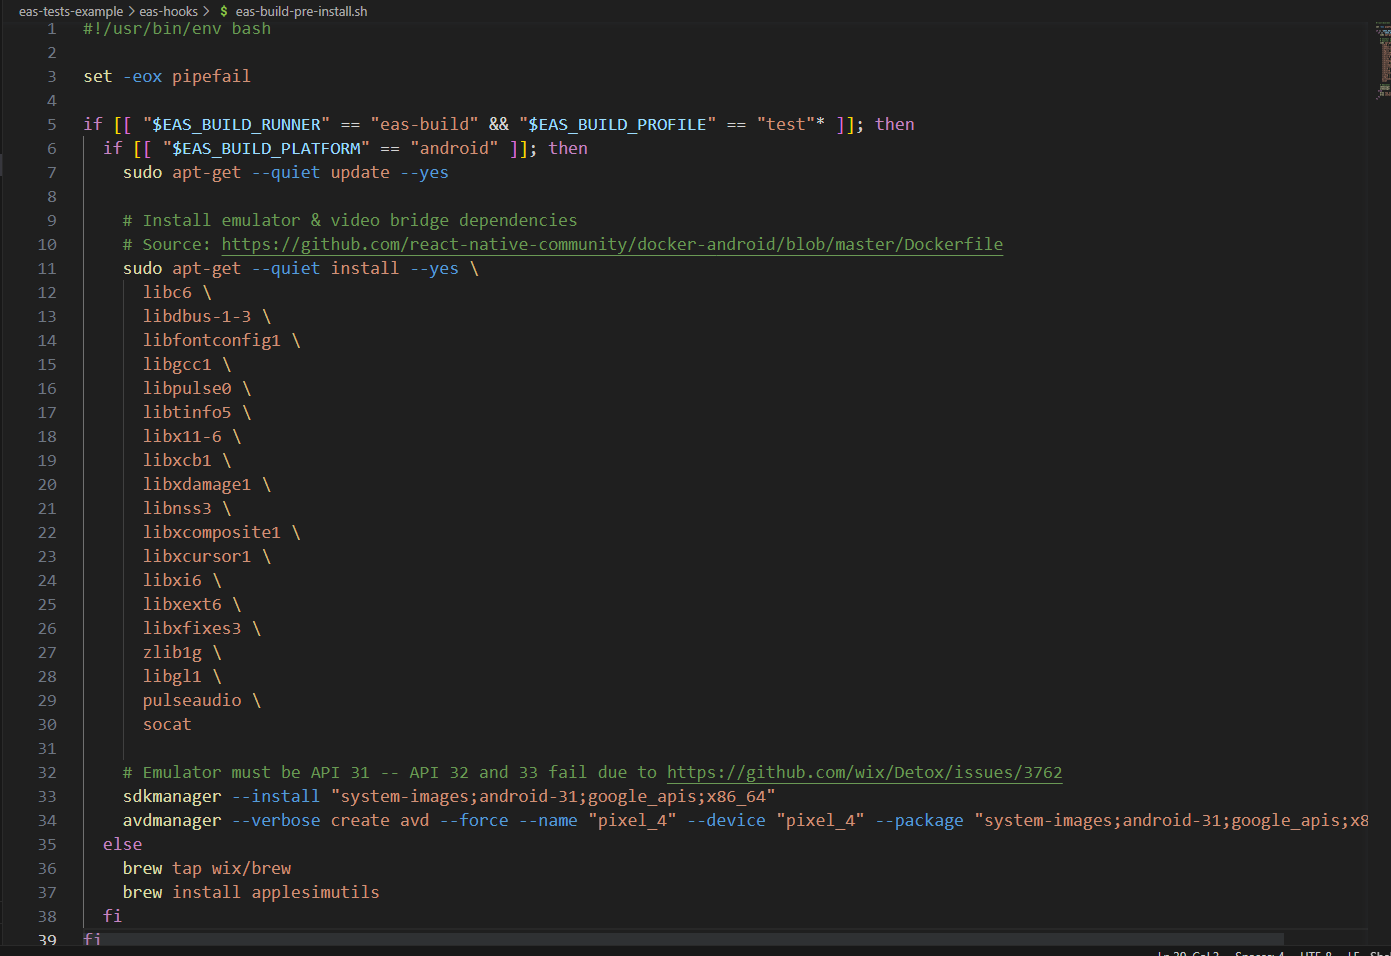 eas-tests-example > eas-hooks > $ eas-build-pre-install.sh
1 #!/usr/bin/env bash
2
3 set -eox pipefail
4
5 if [[ "$EAS_BUILD_RUNNER" == "eas-build" && "$EAS_BUILD_PROFILE" == "test"* ]]; then
6 if [[ "$EAS_BUILD_PLATFORM" == "android" ]]; then
7 sudo apt-get --quiet update --yes
8
9 # Install emulator & video bridge dependencies
10 # Source: https://github.com/react-native-community/docker-android/blob/master/Dockerfile
11 sudo apt-get --quiet install --yes \
12 libc6 \
13 libdbus-1-3 \
14 libfontconfig1 \
15 libgcc1 \
16 libpulse0 \
17 libtinfo5 \
18 libx11-6 \
19 libxcb1 \
20 libxdamage1 \
21 libnss3 \
22 libxcomposite1 \
23 libxcursor1 \
24 libxi6 \
25 libxext6 \
26 libxfixes3 \
27 zlib1g \
28 libgl1 \
29 pulseaudio \
30 socat
31
32 # Emulator must be API 31 -- API 32 and 33 fail due to https://github.com/wix/Detox/issues/3762
33 sdkmanager --install "system-images;android-31;google_apis;x86_64"
34 avdmanager --verbose create avd --force --name "pixel_4" --device "pixel_4" --package "system-images;android-31;google_apis;x8
35 else
36 brew tap wix/brew
37 brew install applesimutils
38 fi
39 fi